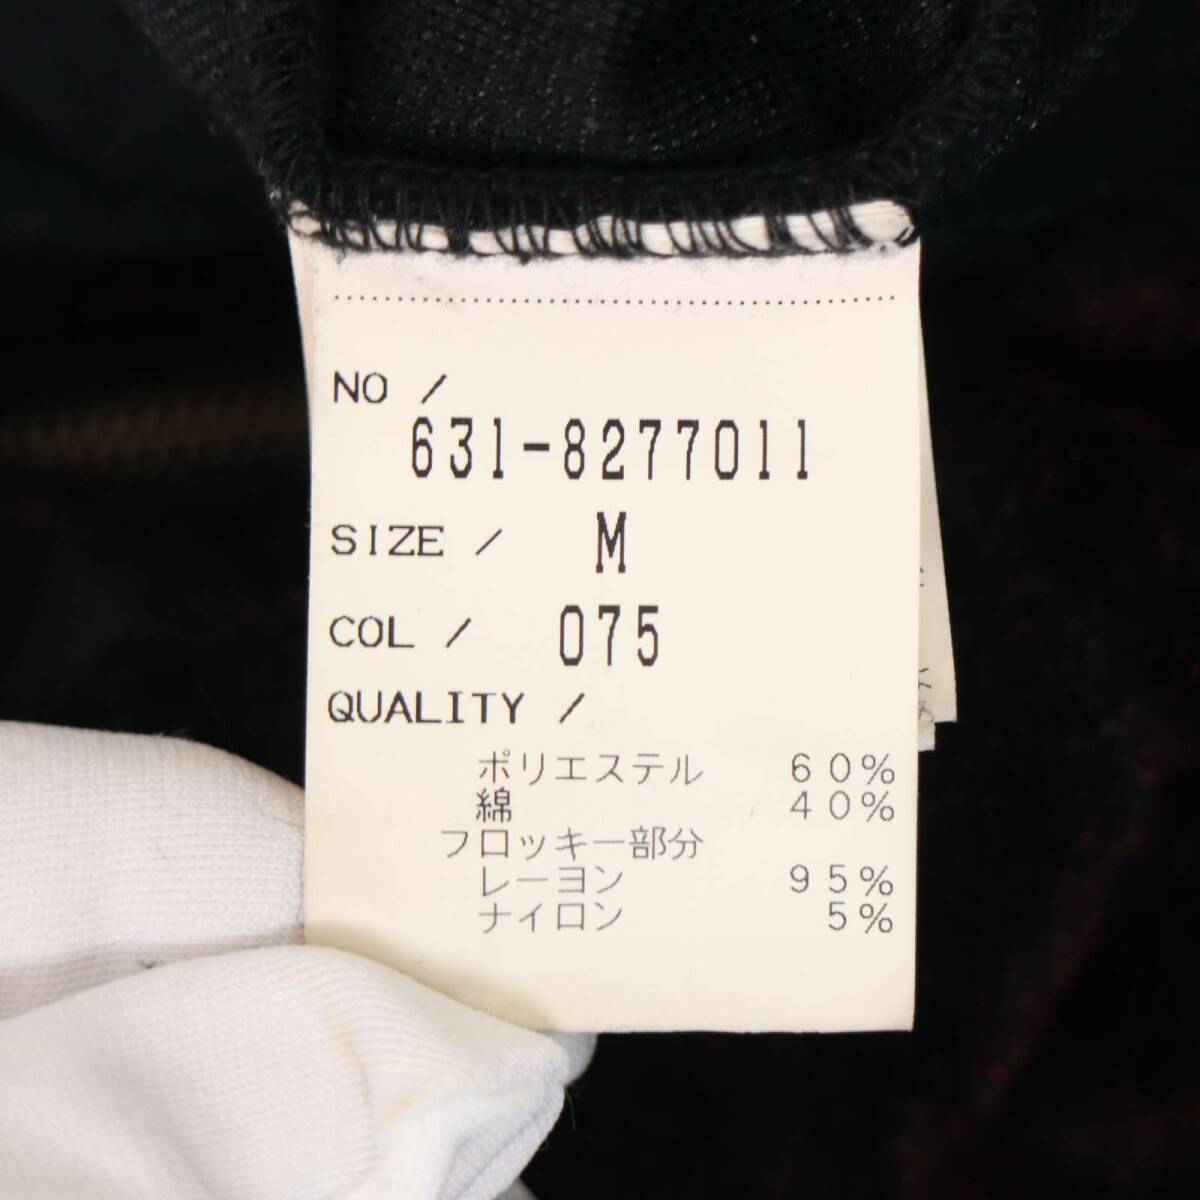 NO /
631-8277011
SIZE / M
COL / 075
QUALITY /
ポリエステル 60%
綿 40%
フロッキー部分
レーヨン 95%
ナイロン 5%